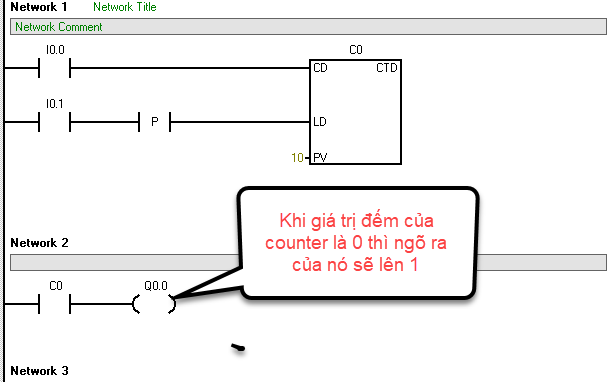 Network 1 Network Title
Network Comment
I0.0 C0
CD CTD
I0.1
P LD
10 PV
Khi giá trị đếm của
counter là 0 thì ngõ ra
của nó sẽ lên 1
Network 2
C0 Q0.0
Network 3